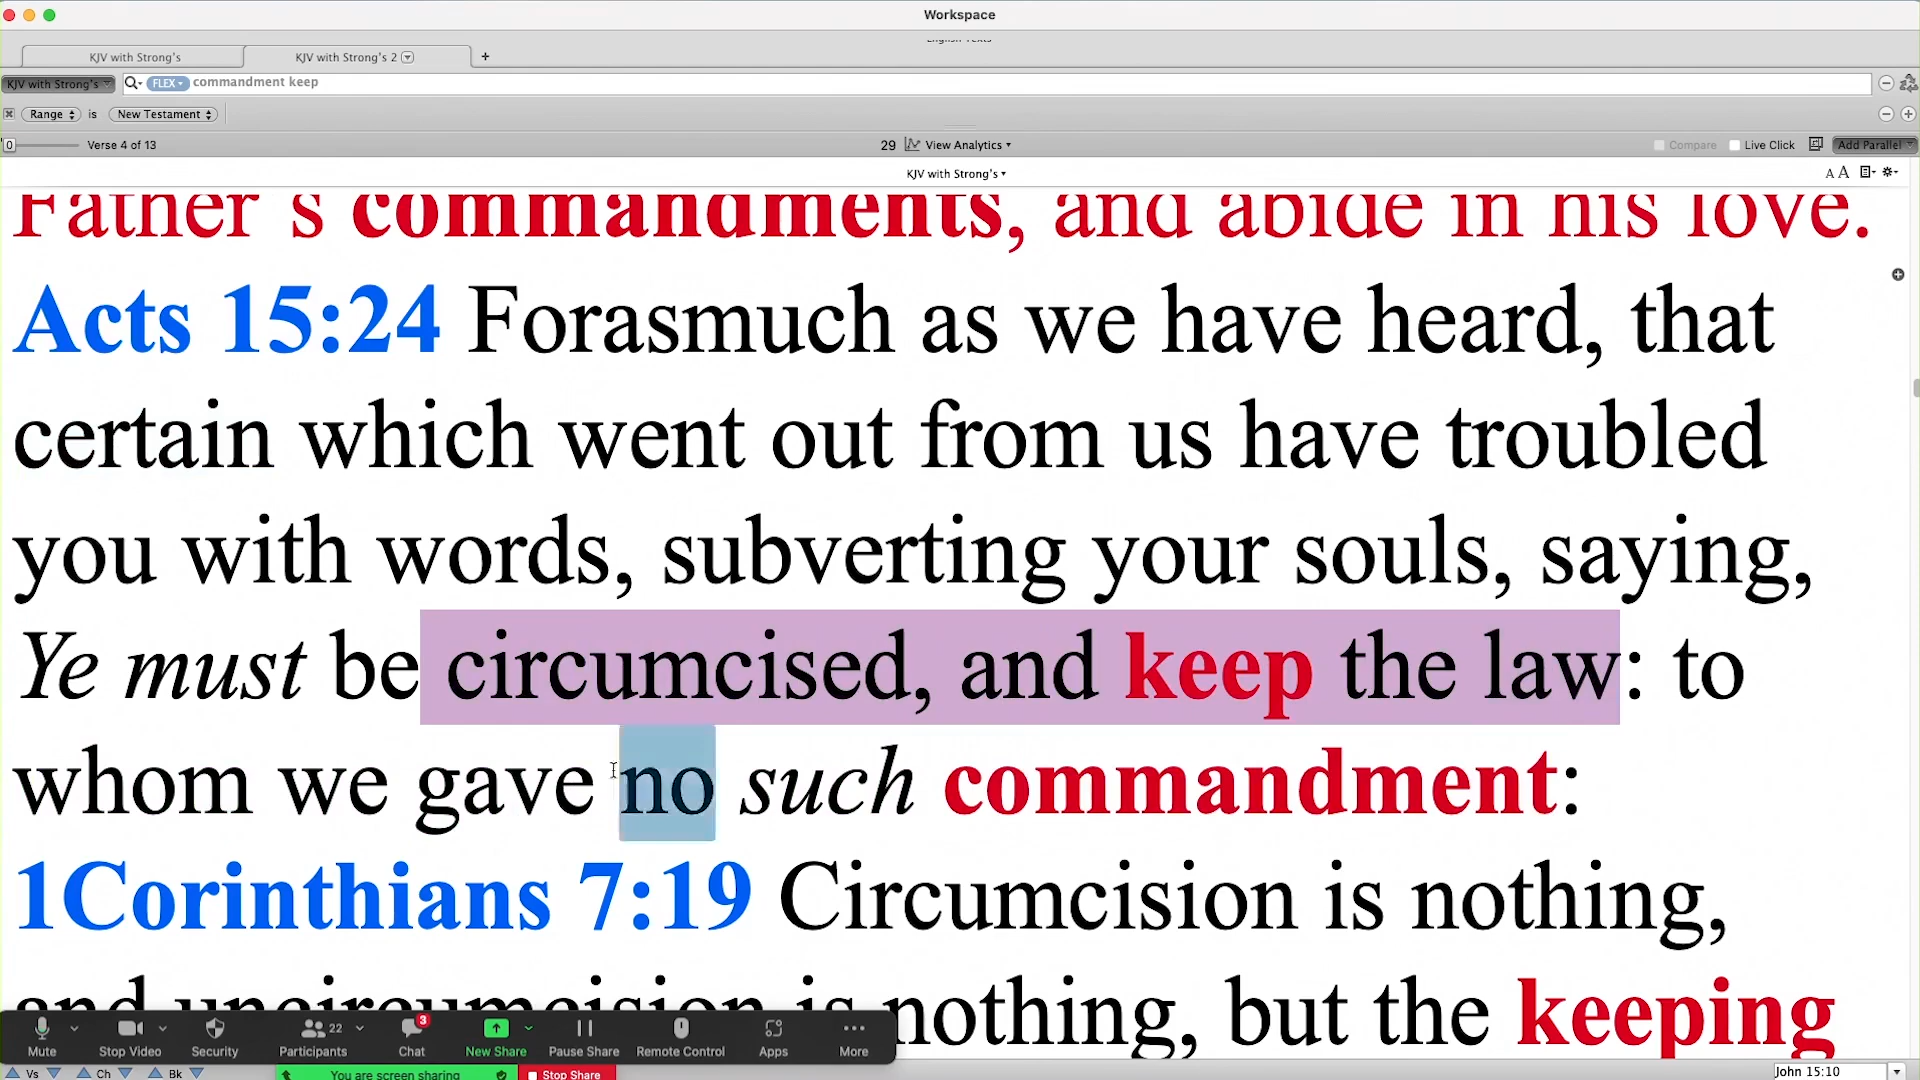 Workspace
English Texts
KJV with Strong's
KJV with Strong's 2
+
KJV with Strong's
FLEX
commandment keep
Range
is
New Testament
0
Verse 4 of 13
29
View Analytics
Compare
Live Click
Add Parallel
KJV with Strong's
A A
Father's commandments, and abide in his love.
Acts 15:24 Forasmuch as we have heard, that
certain which went out from us have troubled
you with words, subverting your souls, saying,
Ye must be circumcised, and keep the law: to
whom we gave no such commandment:
1Corinthians 7:19 Circumcision is nothing,
and uncircumcision is nothing, but the keeping
3
22
Mute
Stop Video
Security
Participants
Chat
New Share
Pause Share
Remote Control
Apps
More
Vs
Ch
Bk
You are screen sharing
Stop Share
John 15:10